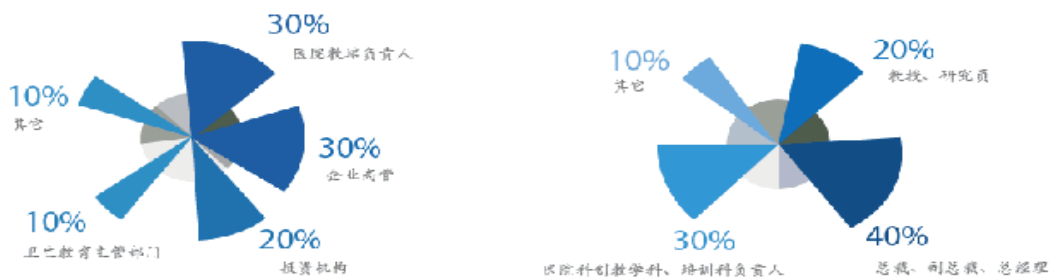 30%
医院教培负责人
10%
其它
30%
企业高管
10%
卫生教育主管部门
20%
投资机构
20%
教授、研究员
10%
其它
30%
医院科创教学科、培训科负责人
40%
总裁、副总裁、总经理